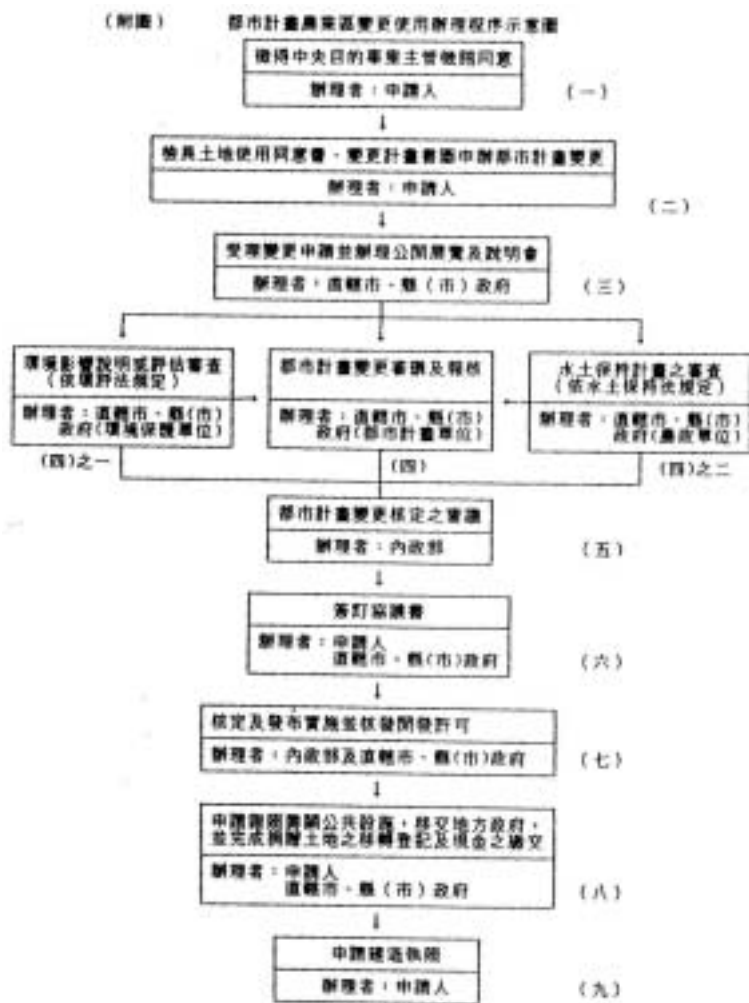 (附圖) 都市計畫農業區變更使用辦理程序示意圖
徵得中央目的事業主管機關同意
辦理者：申請人
(一)
檢具土地使用同意書、變更計畫書圖申辦都市計畫變更
辦理者：申請人
(二)
受理變更申請並辦理公開展覽及說明會
辦理者：直轄市、縣(市)政府
(三)
環境影響說明或評估審查
(依環評法規定)
辦理者：直轄市、縣(市)
政府(環境保護單位)
(四)之一
都市計畫變更審議及報核
辦理者：直轄市、縣(市)
政府(都市計畫單位)
(四)
水土保持計畫之審查
(依水土保持法規定)
辦理者：直轄市、縣(市)
政府(農政單位)
(四)之二
都市計畫變更核定之審議
辦理者：內政部
(五)
簽訂協議書
辦理者：申請人
直轄市、縣(市)政府
(六)
核定及發布實施並核發開發許可
辦理者：內政部及直轄市、縣(市)政府
(七)
申請雜照興闢公共設施，移交地方政府，
並完成捐贈土地之移轉登記及現金之繳交
辦理者：申請人
直轄市、縣(市)政府
(八)
申請建造執照
辦理者：申請人
(九)